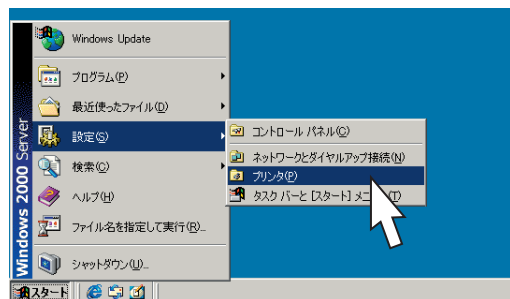 Windows Update
プログラム(P)
最近使ったファイル(D)
設定(S)
検索(C)
ヘルプ(H)
ファイル名を指定して実行(R)...
シャットダウン(U)...
Windows 2000 Server
コントロール パネル(C)
ネットワークとダイヤルアップ接続(N)
プリンタ(P)
タスク バーと [スタート] メニ (T)
スタート